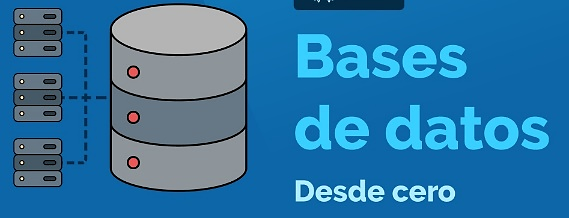 Bases
de datos
Desde cero